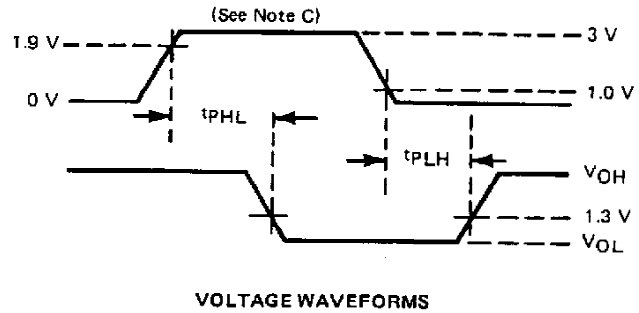 (See Note C)
1.9 V
3 V
0 V
1.0 V
tPHL
tPLH
VOH
1.3 V
VOL
VOLTAGE WAVEFORMS